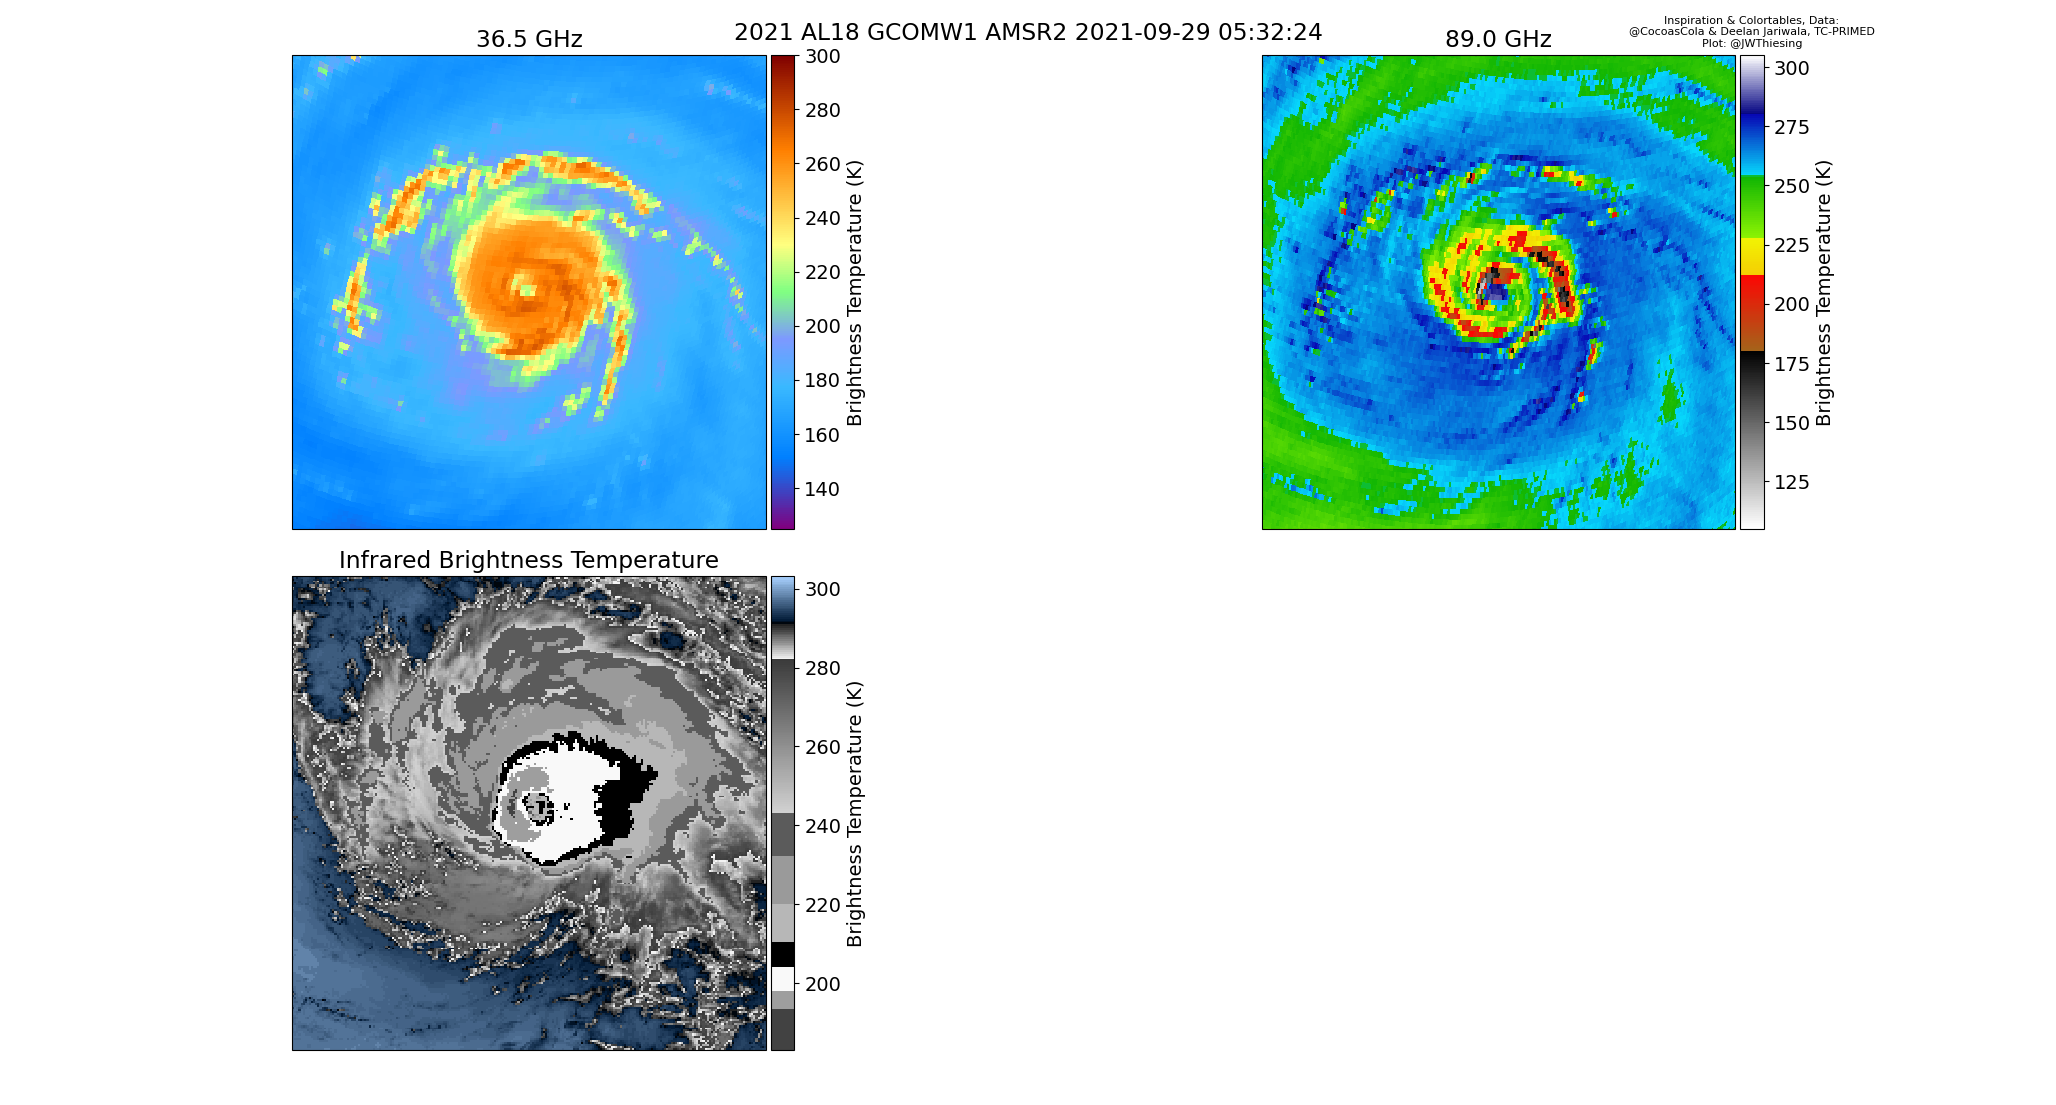 2021 AL18 GCOMW1 AMSR2 2021-09-29 05:32:24
Inspiration & Colortables, Data:
@CocoasCola & Deelan Jariwala, TC-PRIMED
Plot: @JWThiesing
36.5 GHz
300
280
260
240
220
200
180
160
140
Brightness Temperature (K)
89.0 GHz
300
275
250
225
200
175
150
125
Brightness Temperature (K)
Infrared Brightness Temperature
300
280
260
240
220
200
Brightness Temperature (K)